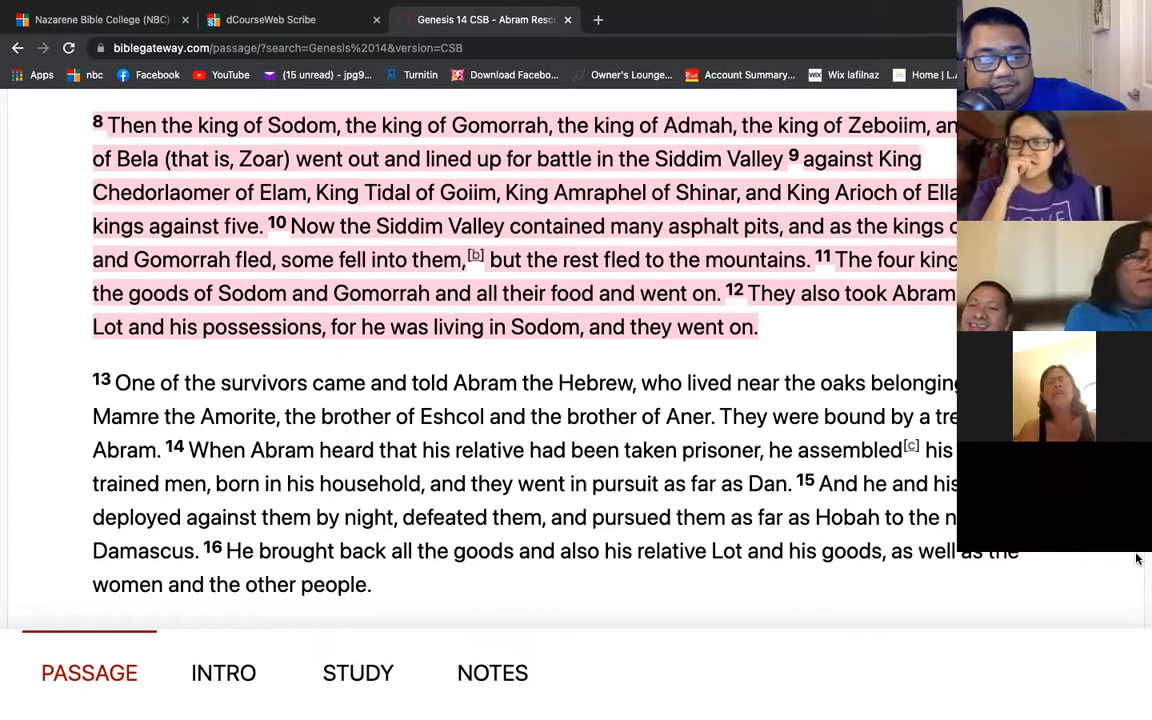 Nazarene Bible College (NBC)
dCourseWeb Scribe
Genesis 14 CSB - Abram Resc
biblegateway.com/passage/?search=Genesis%2014&version=CSB
Apps nbc Facebook YouTube (15 unread) - jpg9... Turnitin Download Facebo... Owner's Lounge... Account Summary... WIX Wix lafilnaz Home | L.A
8 Then the king of Sodom, the king of Gomorrah, the king of Admah, the king of Zeboiim, an
of Bela (that is, Zoar) went out and lined up for battle in the Siddim Valley 9 against King
Chedorlaomer of Elam, King Tidal of Goiim, King Amraphel of Shinar, and King Arioch of Ella
kings against five. 10 Now the Siddim Valley contained many asphalt pits, and as the kings
and Gomorrah fled, some fell into them,[b] but the rest fled to the mountains. 11 The four king
the goods of Sodom and Gomorrah and all their food and went on. 12 They also took Abram
Lot and his possessions, for he was living in Sodom, and they went on.
13 One of the survivors came and told Abram the Hebrew, who lived near the oaks belonging
Mamre the Amorite, the brother of Eshcol and the brother of Aner. They were bound by a tre
Abram. 14 When Abram heard that his relative had been taken prisoner, he assembled[c] his
trained men, born in his household, and they went in pursuit as far as Dan. 15 And he and his
deployed against them by night, defeated them, and pursued them as far as Hobah to the n
Damascus. 16 He brought back all the goods and also his relative Lot and his goods, as well as the
women and the other people.
PASSAGE INTRO STUDY NOTES